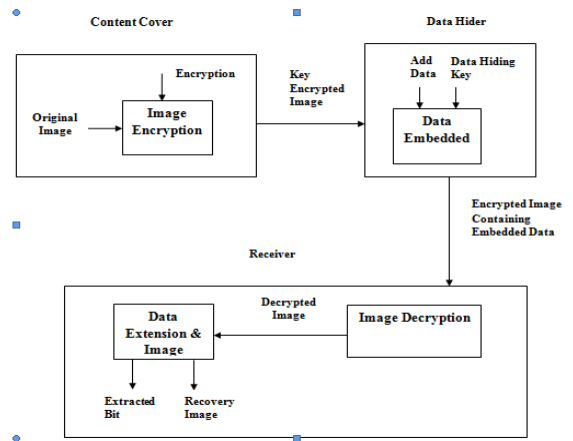 Content Cover
Data Hider
Encryption
Original
Image
Image
Encryption
Key
Encrypted
Image
Add
Data
Data Hiding
Key
Data
Embedded
Encrypted Image
Containing
Embedded Data
Receiver
Data
Extension &
Image
Decrypted
Image
Image Decryption
Extracted
Bit
Recovery
Image